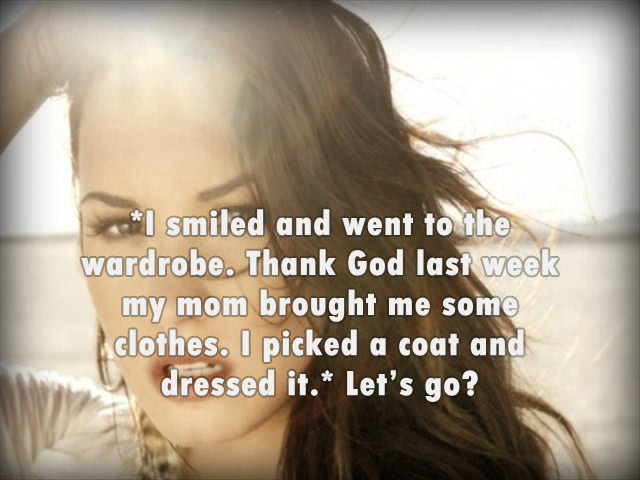 *I smiled and went to the
wardrobe. Thank God last week
my mom brought me some
clothes. I picked a coat and
dressed it.* Let's go?